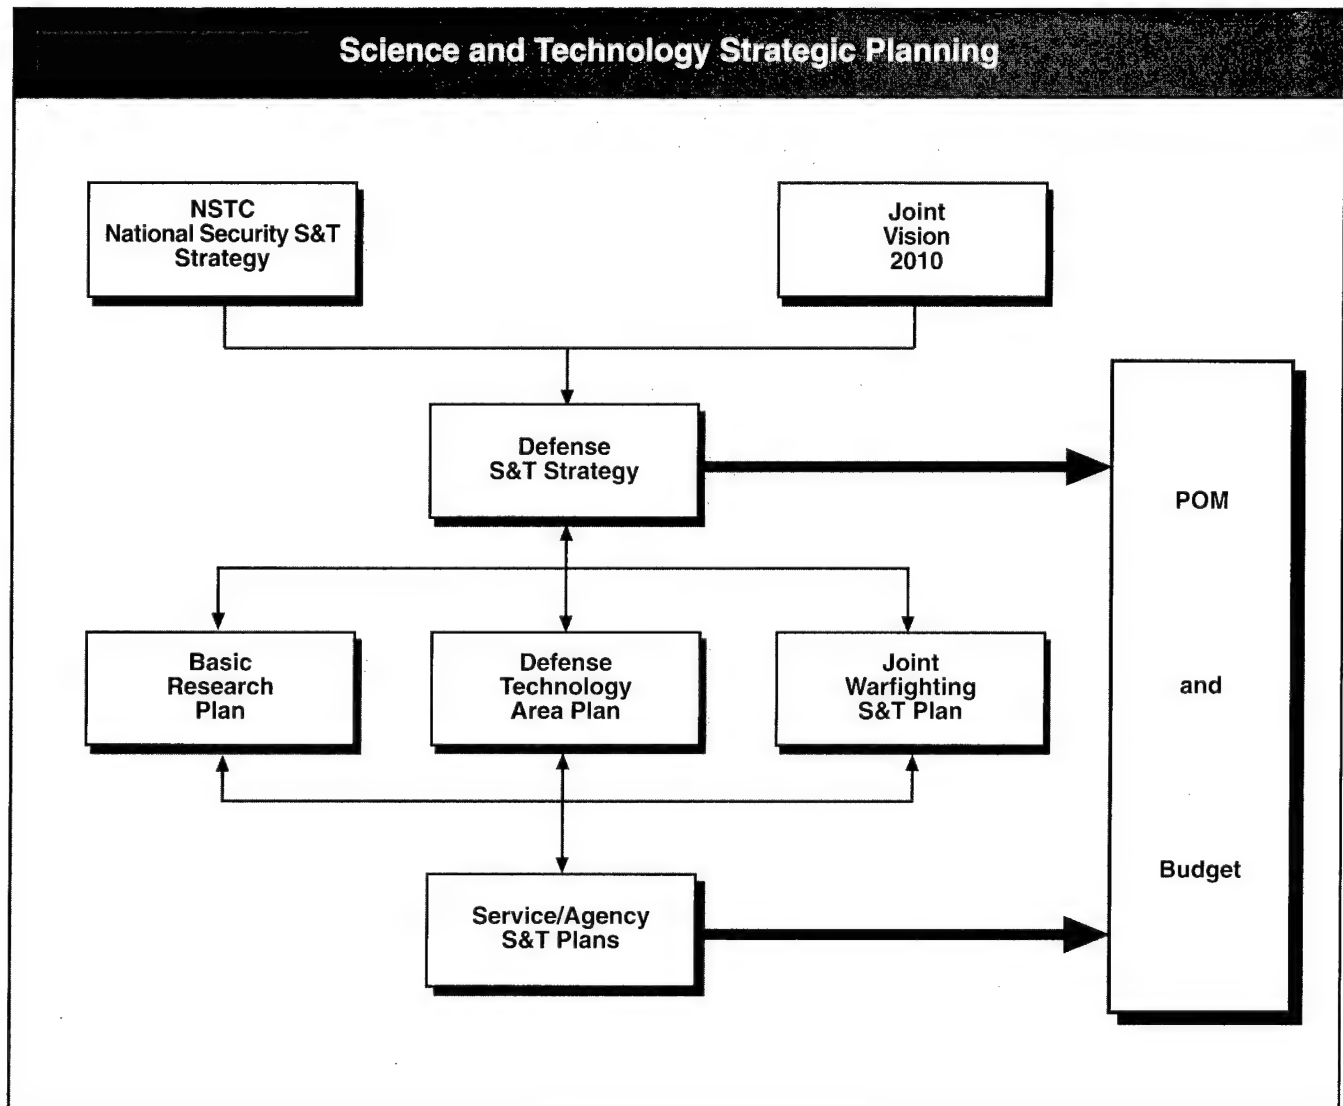 Science and Technology Strategic Planning
NSTC
National Security S&T
Strategy
Joint
Vision
2010
Defense
S&T Strategy
POM
Basic
Research
Plan
Defense
Technology
Area Plan
Joint
Warfighting
S&T Plan
and
Budget
Service/Agency
S&T Plans